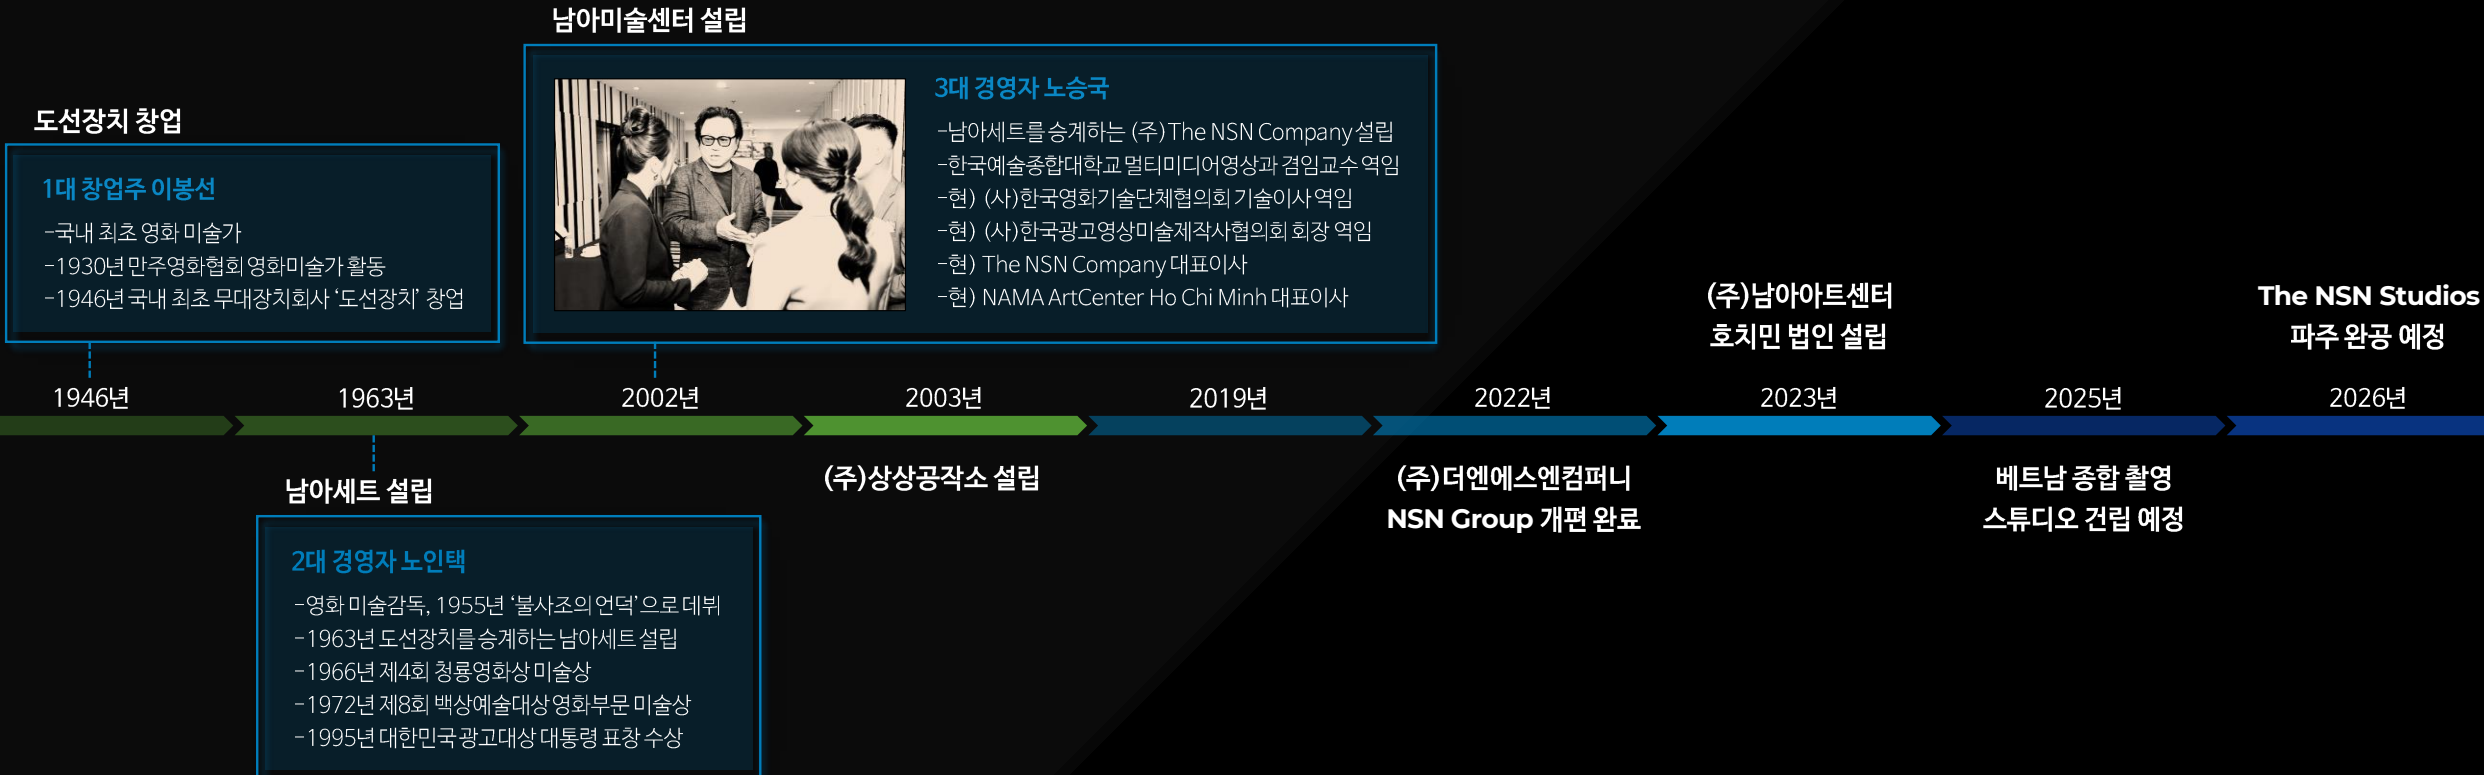 남아미술센터 설립
3대 경영자 노승국
-남아세트를 승계하는 (주)The NSN Company 설립
-한국예술종합대학교 멀티미디어영상과 겸임교수 역임
-현) (사)한국영화기술단체협의회 기술이사 역임
-현) (사)한국광고영상미술제작사협의회 회장 역임
-현) The NSN Company 대표이사
-현) NAMA ArtCenter Ho Chi Minh 대표이사
도선장치 창업
1대 창업주 이봉선
-국내 최초 영화 미술가
-1930년 만주영화협회 영화미술가 활동
-1946년 국내 최초 무대장치회사 ‘도선장치’ 창업
(주)남아아트센터
호치민 법인 설립
The NSN Studios
파주 완공 예정
1946년
1963년
2002년
2003년
2019년
2022년
2023년
2025년
2026년
남아세트 설립
2대 경영자 노인택
-영화 미술감독, 1955년 ‘불사조의 언덕’으로 데뷔
-1963년 도선장치를 승계하는 남아세트 설립
-1966년 제4회 청룡영화상 미술상
-1972년 제8회 백상예술대상 영화부문 미술상
-1995년 대한민국 광고대상 대통령 표창 수상
(주)상상공작소 설립
(주)더엔에스엔컴퍼니
NSN Group 개편 완료
베트남 종합 촬영
스튜디오 건립 예정